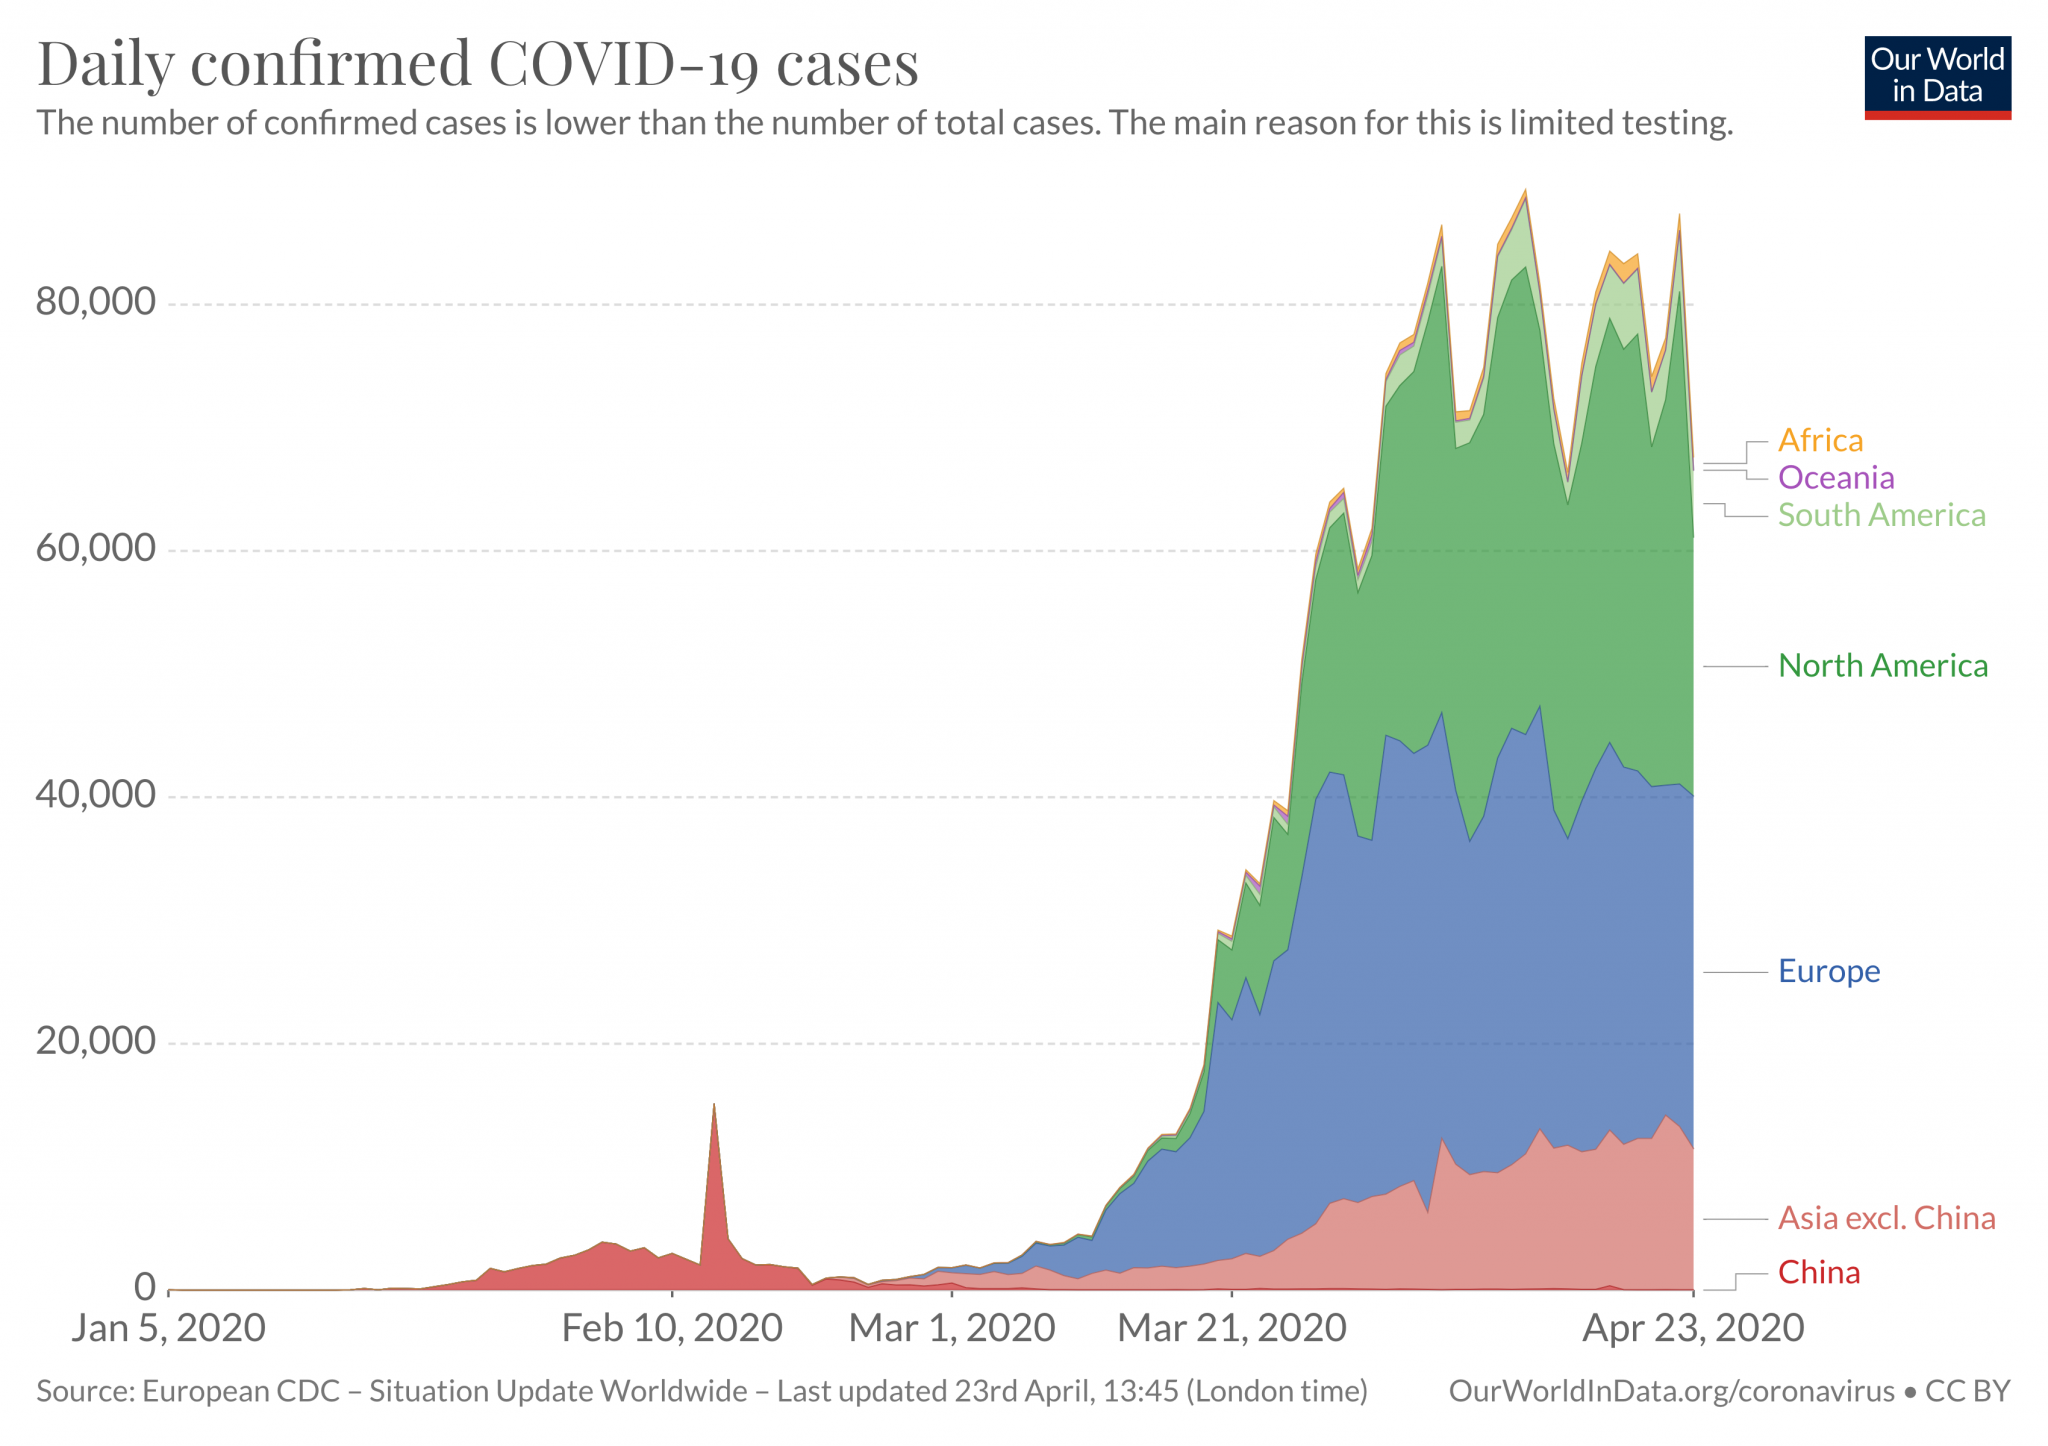 Daily confirmed COVID-19 cases
The number of confirmed cases is lower than the number of total cases. The main reason for this is limited testing.
Our World
in Data
80,000
60,000
40,000
20,000
0
Africa
Oceania
South America
North America
Europe
Asia excl. China
China
Jan 5, 2020
Feb 10, 2020
Mar 1, 2020
Mar 21, 2020
Apr 23, 2020
Source: European CDC – Situation Update Worldwide – Last updated 23rd April, 13:45 (London time)
OurWorldInData.org/coronavirus • CC BY